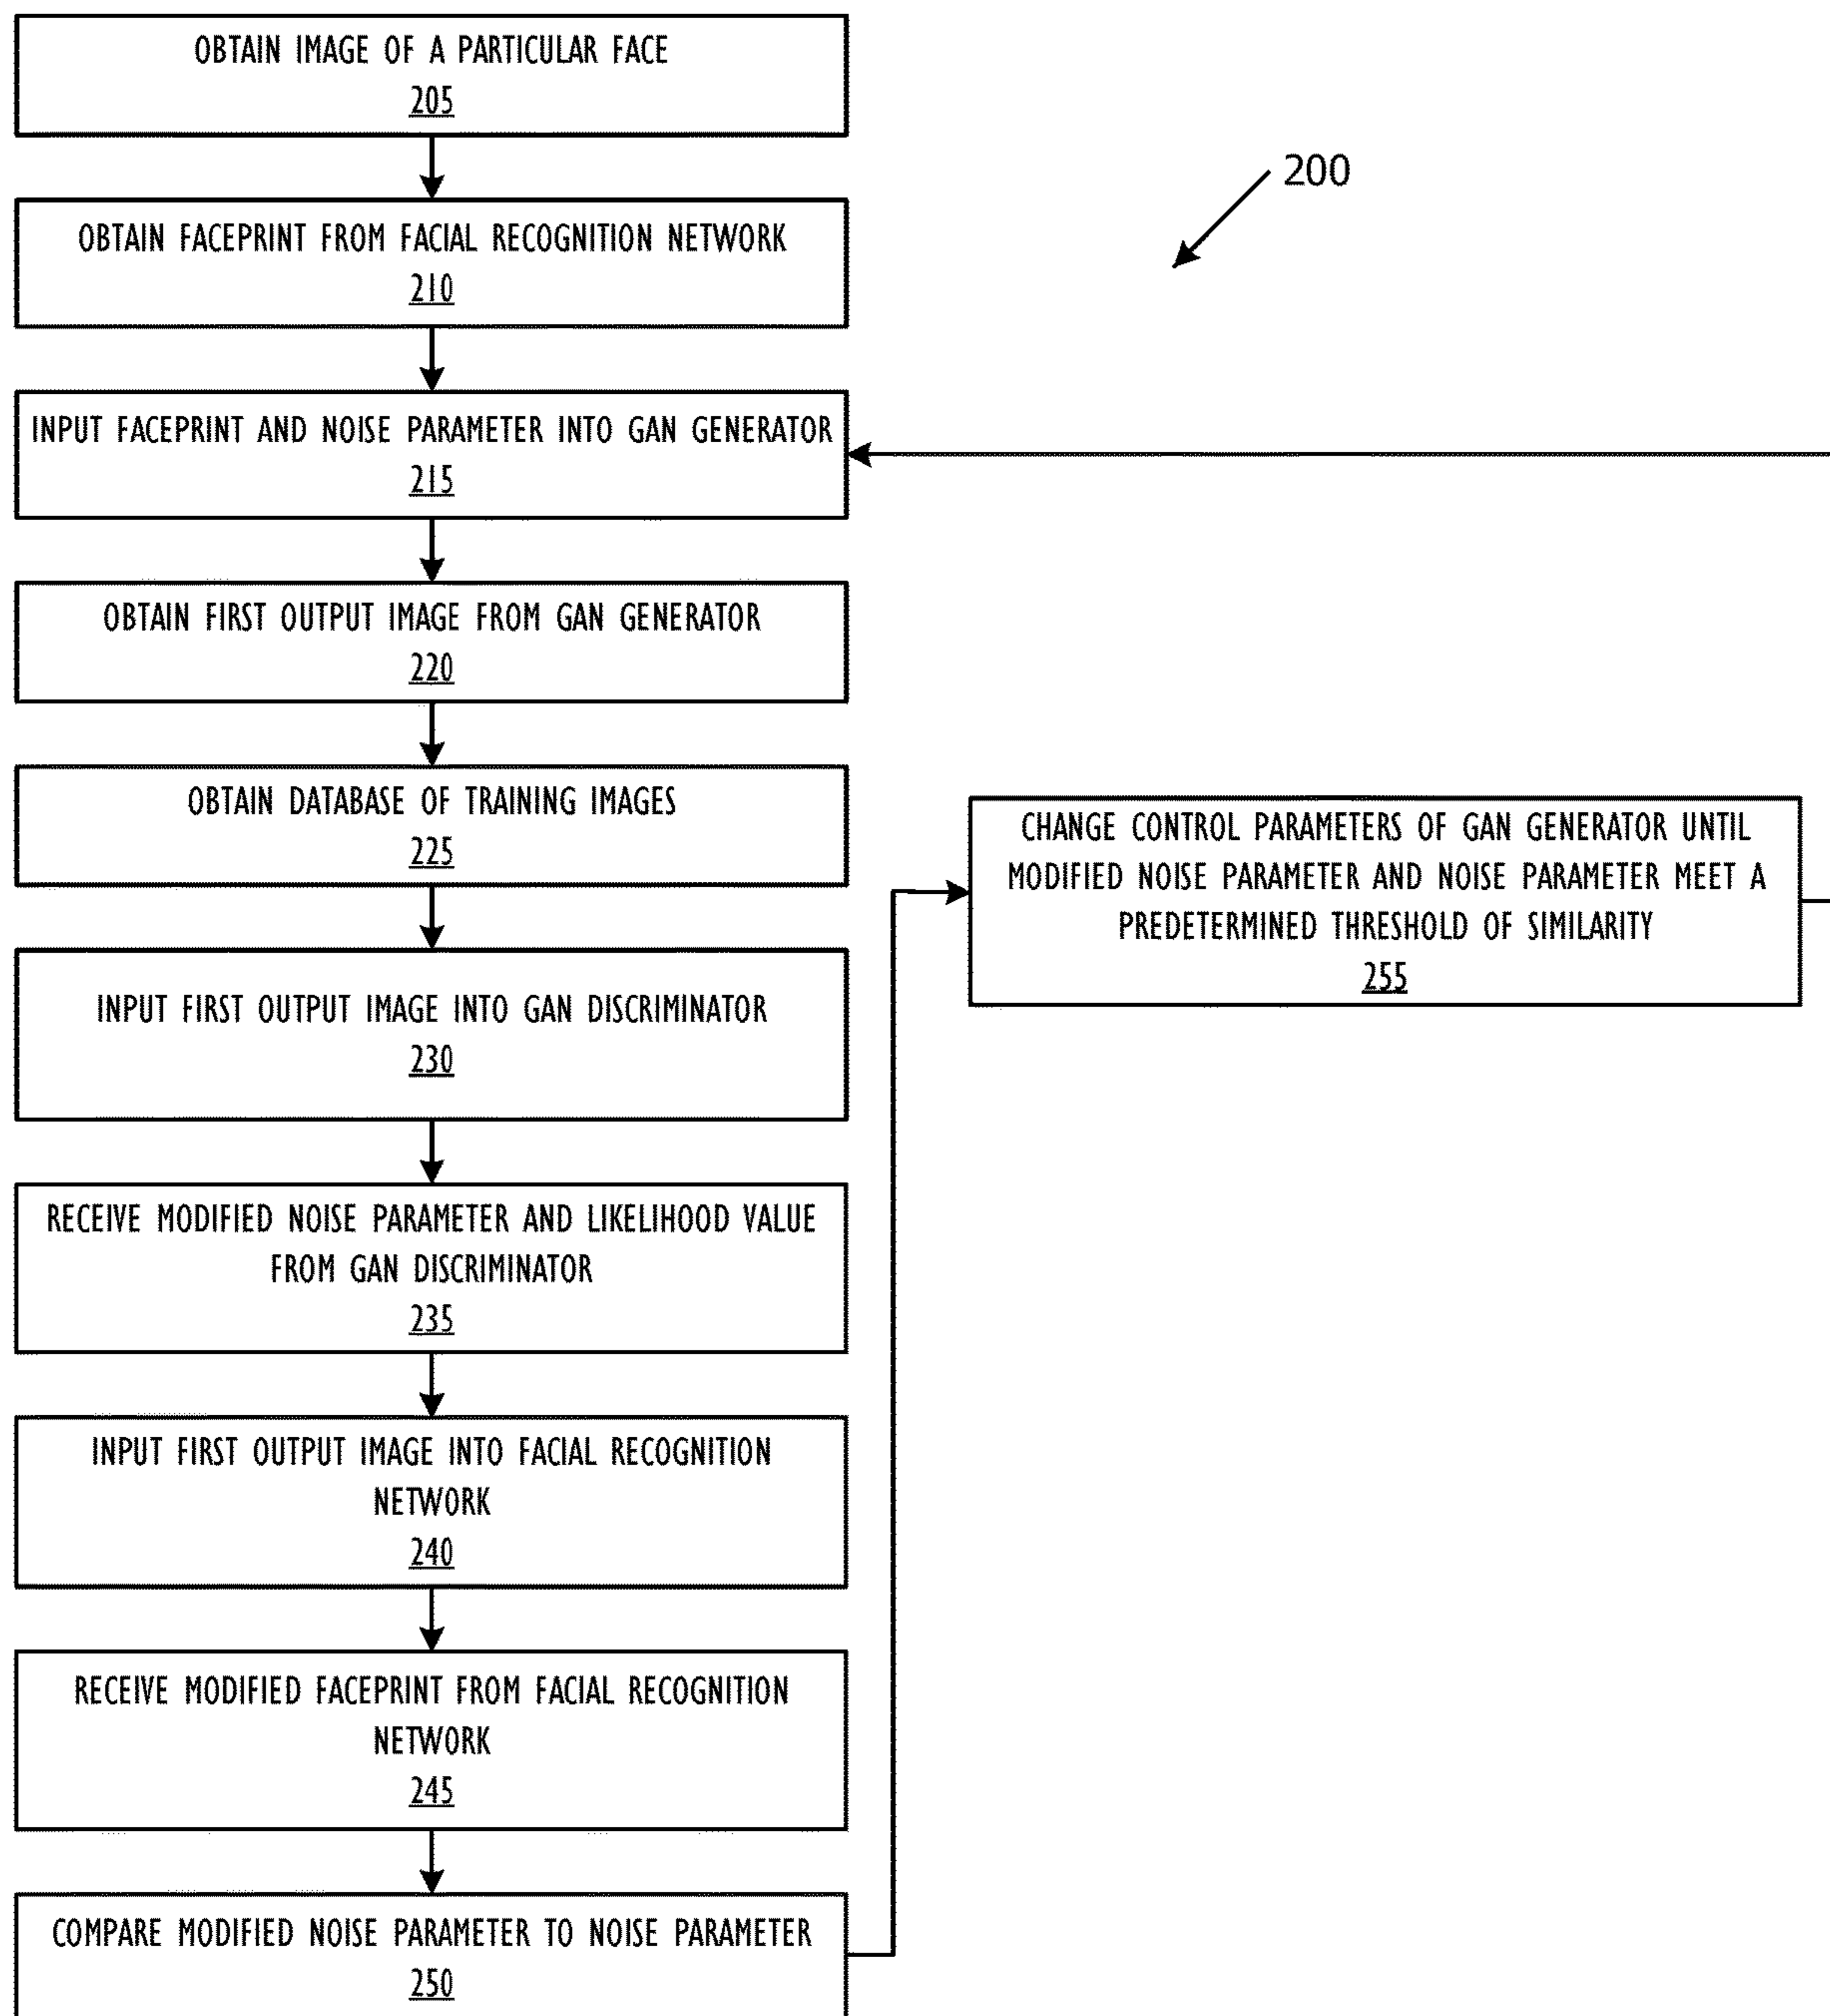 OBTAIN IMAGE OF A PARTICULAR FACE
205
200
OBTAIN FACEPRINT FROM FACIAL RECOGNITION NETWORK
210
INPUT FACEPRINT AND NOISE PARAMETER INTO GAN GENERATOR
215
OBTAIN FIRST OUTPUT IMAGE FROM GAN GENERATOR
220
OBTAIN DATABASE OF TRAINING IMAGES
225
INPUT FIRST OUTPUT IMAGE INTO GAN DISCRIMINATOR
230
RECEIVE MODIFIED NOISE PARAMETER AND LIKELIHOOD VALUE
FROM GAN DISCRIMINATOR
235
INPUT FIRST OUTPUT IMAGE INTO FACIAL RECOGNITION
NETWORK
240
RECEIVE MODIFIED FACEPRINT FROM FACIAL RECOGNITION
NETWORK
245
COMPARE MODIFIED NOISE PARAMETER TO NOISE PARAMETER
250
CHANGE CONTROL PARAMETERS OF GAN GENERATOR UNTIL
MODIFIED NOISE PARAMETER AND NOISE PARAMETER MEET A
PREDETERMINED THRESHOLD OF SIMILARITY
255